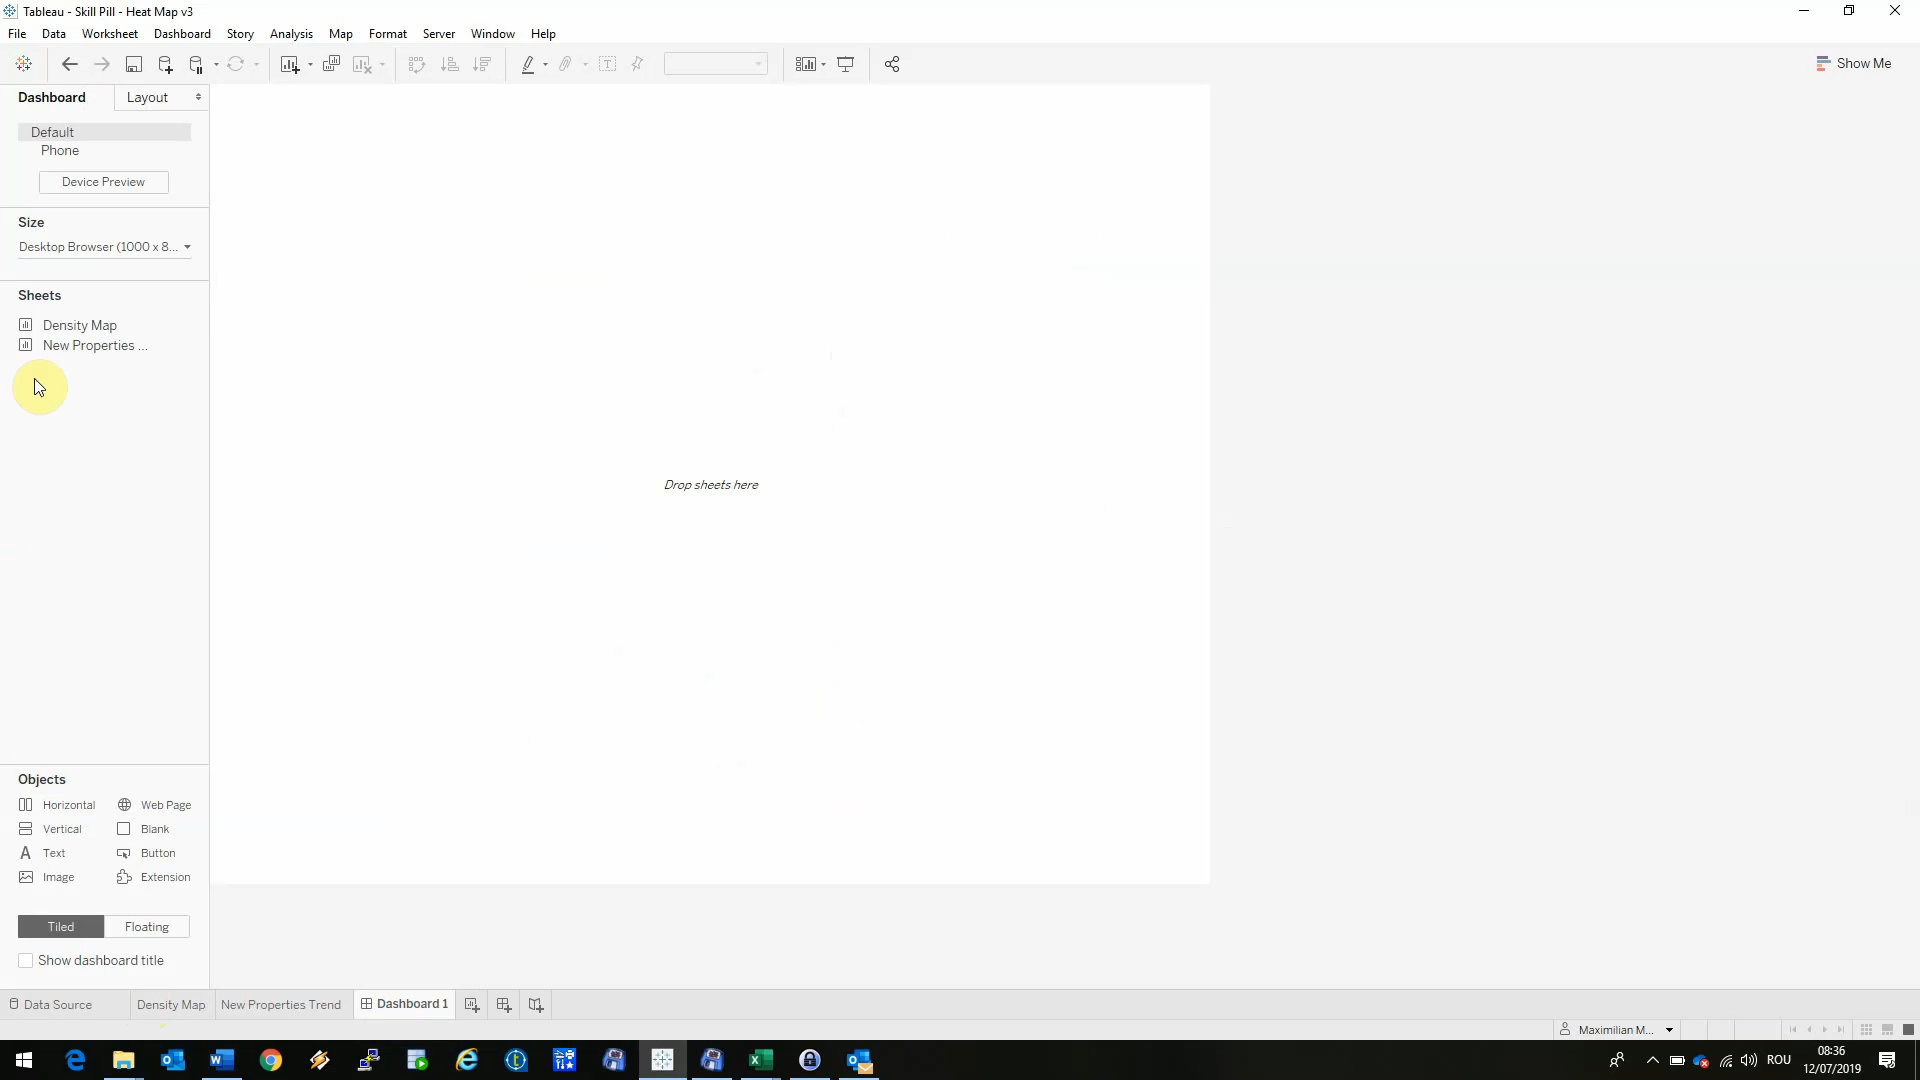 Tableau - Skill Pill - Heat Map v3
File Data Worksheet Dashboard Story Analysis Map Format Server Window Help
Show Me
Dashboard Layout
Default
Phone
Device Preview
Size
Desktop Browser (1000 x 8...
Sheets
Density Map
New Properties ...
Drop sheets here
Objects
Horizontal Web Page
Vertical Blank
Text Button
Image Extension
Tiled Floating
Show dashboard title
Data Source Density Map New Properties Trend Dashboard 1
Maximilian M...
ROU
08:36
12/07/2019